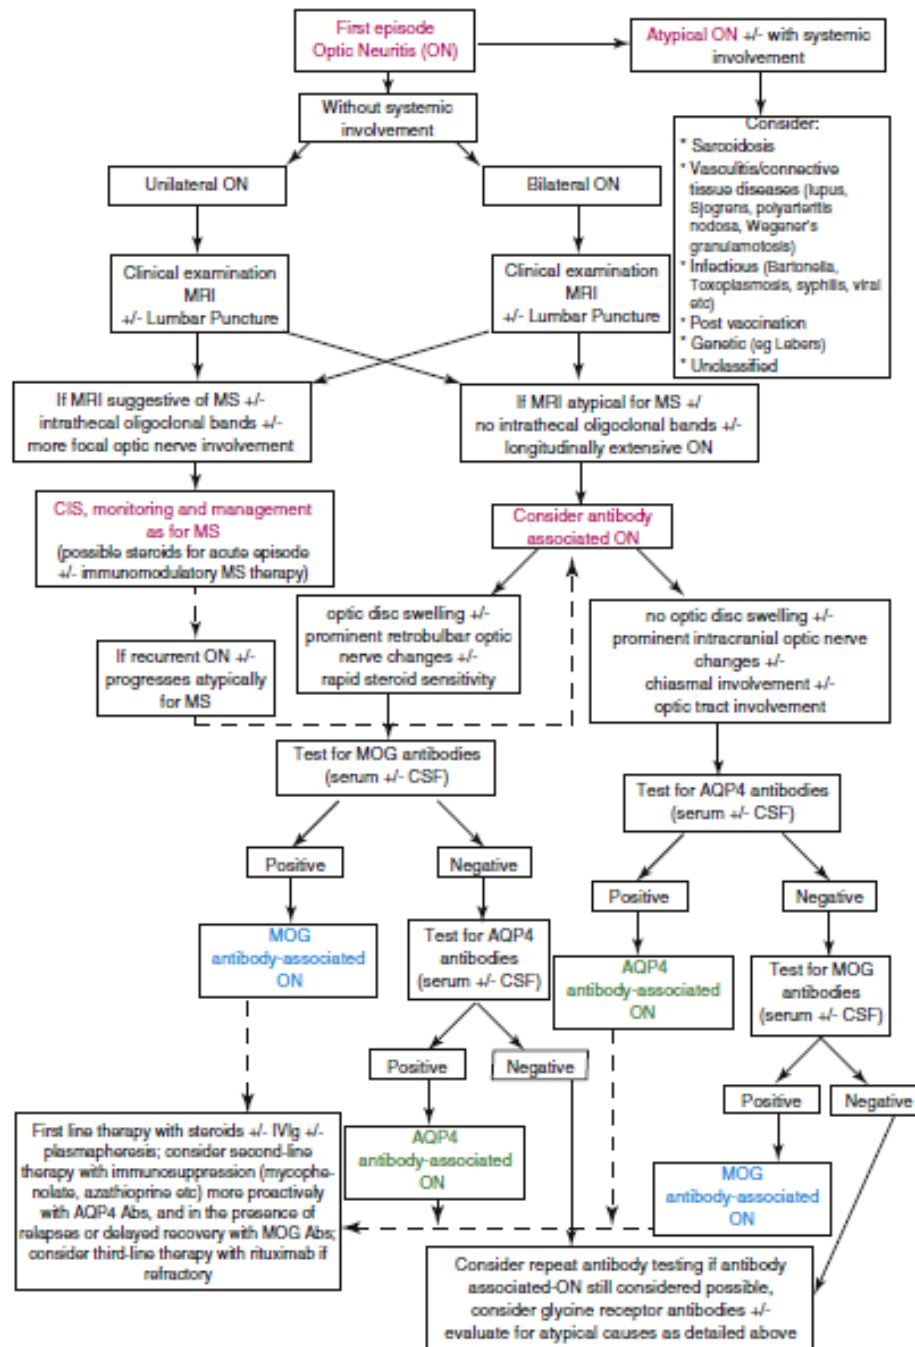 First episode
Optic Neuritis (ON)
Atypical ON +/- with systemic
involvement
Without systemic
involvement
Consider:
* Sarcoidosis
* Vasculitis/connective
tissue diseases (lupus,
Sjogrens, polyarteritis
nodosa, Wegener's
granulamotosis)
* Infectious (Bartonella,
Toxoplasmosis, syphilis, viral
etc)
* Post vaccination
* Genetic (eg Lebers)
* Unclassified
Unilateral ON
Bilateral ON
Clinical examination
MRI
+/- Lumbar Puncture
Clinical examination
MRI
+/- Lumbar Puncture
If MRI suggestive of MS +/-
intrathecal oligoclonal bands +/-
more focal optic nerve involvement
If MRI atypical for MS +/
no intrathecal oligoclonal bands +/-
longitudinally extensive ON
CIS, monitoring and management
as for MS
(possible steroids for acute episode
+/- immunomodulatory MS therapy)
Consider antibody
associated ON
If recurrent ON +/-
progresses atypically
for MS
optic disc swelling +/-
prominent retrobulbar optic
nerve changes +/-
rapid steroid sensitivity
no optic disc swelling +/-
prominent intracranial optic nerve
changes +/-
chiasmal involvement +/-
optic tract involvement
Test for MOG antibodies
(serum +/- CSF)
Test for AQP4 antibodies
(serum +/- CSF)
Positive
Negative
Positive
Negative
MOG
antibody-associated
ON
Test for AQP4
antibodies
(serum +/- CSF)
AQP4
antibody-associated
ON
Test for MOG
antibodies
(serum +/- CSF)
Positive
Negative
Positive
Negative
AQP4
antibody-associated
ON
MOG
antibody-associated
ON
First line therapy with steroids +/- IVIg +/-
plasmapheresis; consider second-line
therapy with immunosuppression (mycophe-
nolate, azathioprine etc) more proactively
with AQP4 Abs, and in the presence of
relapses or delayed recovery with MOG Abs;
consider third-line therapy with rituximab if
refractory
Consider repeat antibody testing if antibody
associated-ON still considered possible,
consider glycine receptor antibodies +/-
evaluate for atypical causes as detailed above